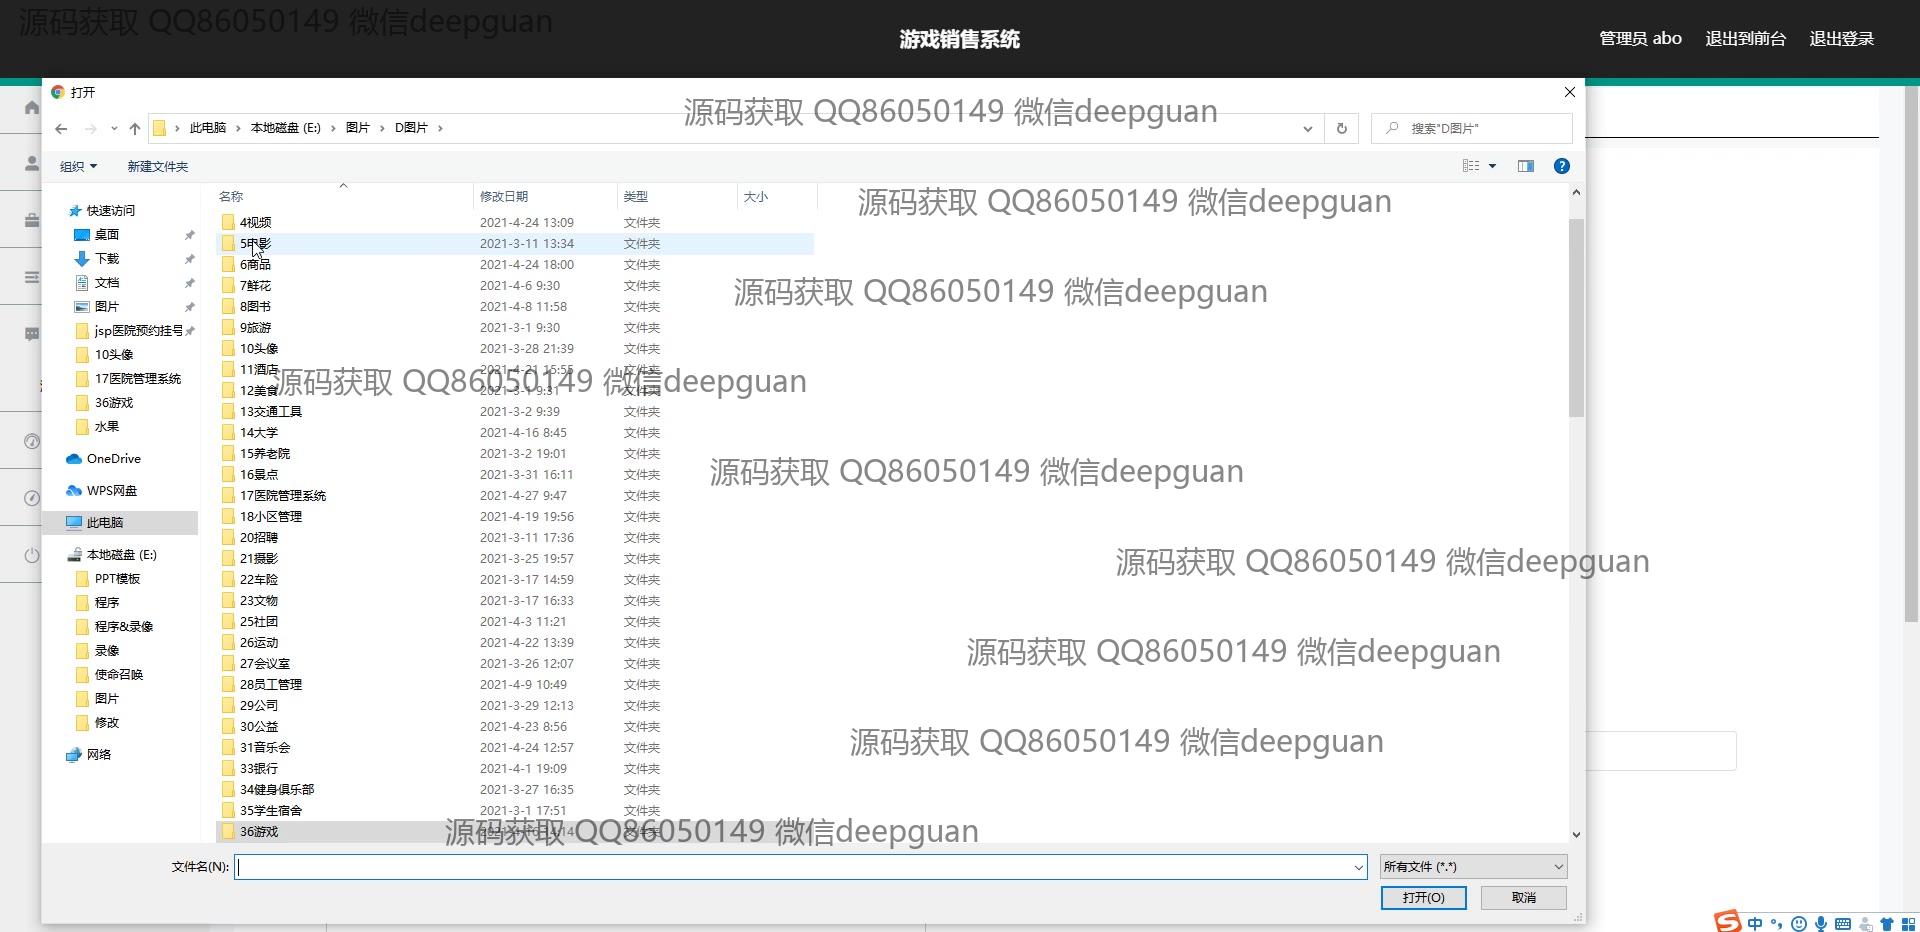 源码获取 QQ86050149 微信deepguan
游戏销售系统
管理员 abo 退出到前台 退出登录
打开
源码获取 QQ86050149 微信deepguan
此电脑 › 本地磁盘 (E:) › 图片 › D图片 ›
搜索"D图片"
组织 新建文件夹
名称 修改日期 类型 大小
源码获取 QQ86050149 微信deepguan
快速访问
桌面
下载
文档
图片
jsp医院预约挂号
10头像
17医院管理系统
36游戏
水果
OneDrive
WPS网盘
此电脑
本地磁盘 (E:)
PPT模板
程序
程序&录像
录像
使命召唤
图片
修改
网络
4视频 2021-4-24 13:09 文件夹
5电影 2021-3-11 13:34 文件夹
6商品 2021-4-24 18:00 文件夹
7鲜花 2021-4-6 9:30 文件夹
源码获取 QQ86050149 微信deepguan
8图书 2021-4-8 11:58 文件夹
9旅游 2021-3-1 9:30 文件夹
10头像 2021-3-28 21:39 文件夹
11酒店 2021-4-21 15:55 文件夹
源码获取 QQ86050149 微信deepguan
12美食 2021-3-1 9:31 文件夹
13交通工具 2021-3-2 9:39 文件夹
14大学 2021-4-16 8:45 文件夹
15养老院 2021-3-2 19:01 文件夹
16景点 2021-3-31 16:11 文件夹
源码获取 QQ86050149 微信deepguan
17医院管理系统 2021-4-27 9:47 文件夹
18小区管理 2021-4-19 19:56 文件夹
20招聘 2021-3-11 17:36 文件夹
21摄影 2021-3-25 19:57 文件夹
源码获取 QQ86050149 微信deepguan
22车险 2021-3-17 14:59 文件夹
23文物 2021-3-17 16:33 文件夹
25社团 2021-4-3 11:21 文件夹
26运动 2021-4-22 13:39 文件夹
源码获取 QQ86050149 微信deepguan
27会议室 2021-3-26 12:07 文件夹
28员工管理 2021-4-9 10:49 文件夹
29公司 2021-3-29 12:13 文件夹
30公益 2021-4-23 8:56 文件夹
源码获取 QQ86050149 微信deepguan
31音乐会 2021-4-24 12:57 文件夹
33银行 2021-4-1 19:09 文件夹
34健身俱乐部 2021-3-27 16:35 文件夹
35学生宿舍 2021-3-1 17:51 文件夹
36游戏 2021-4-16 14:14 文件夹
源码获取 QQ86050149 微信deepguan
文件名(N): 所有文件 (*.*)
打开(O) 取消
中